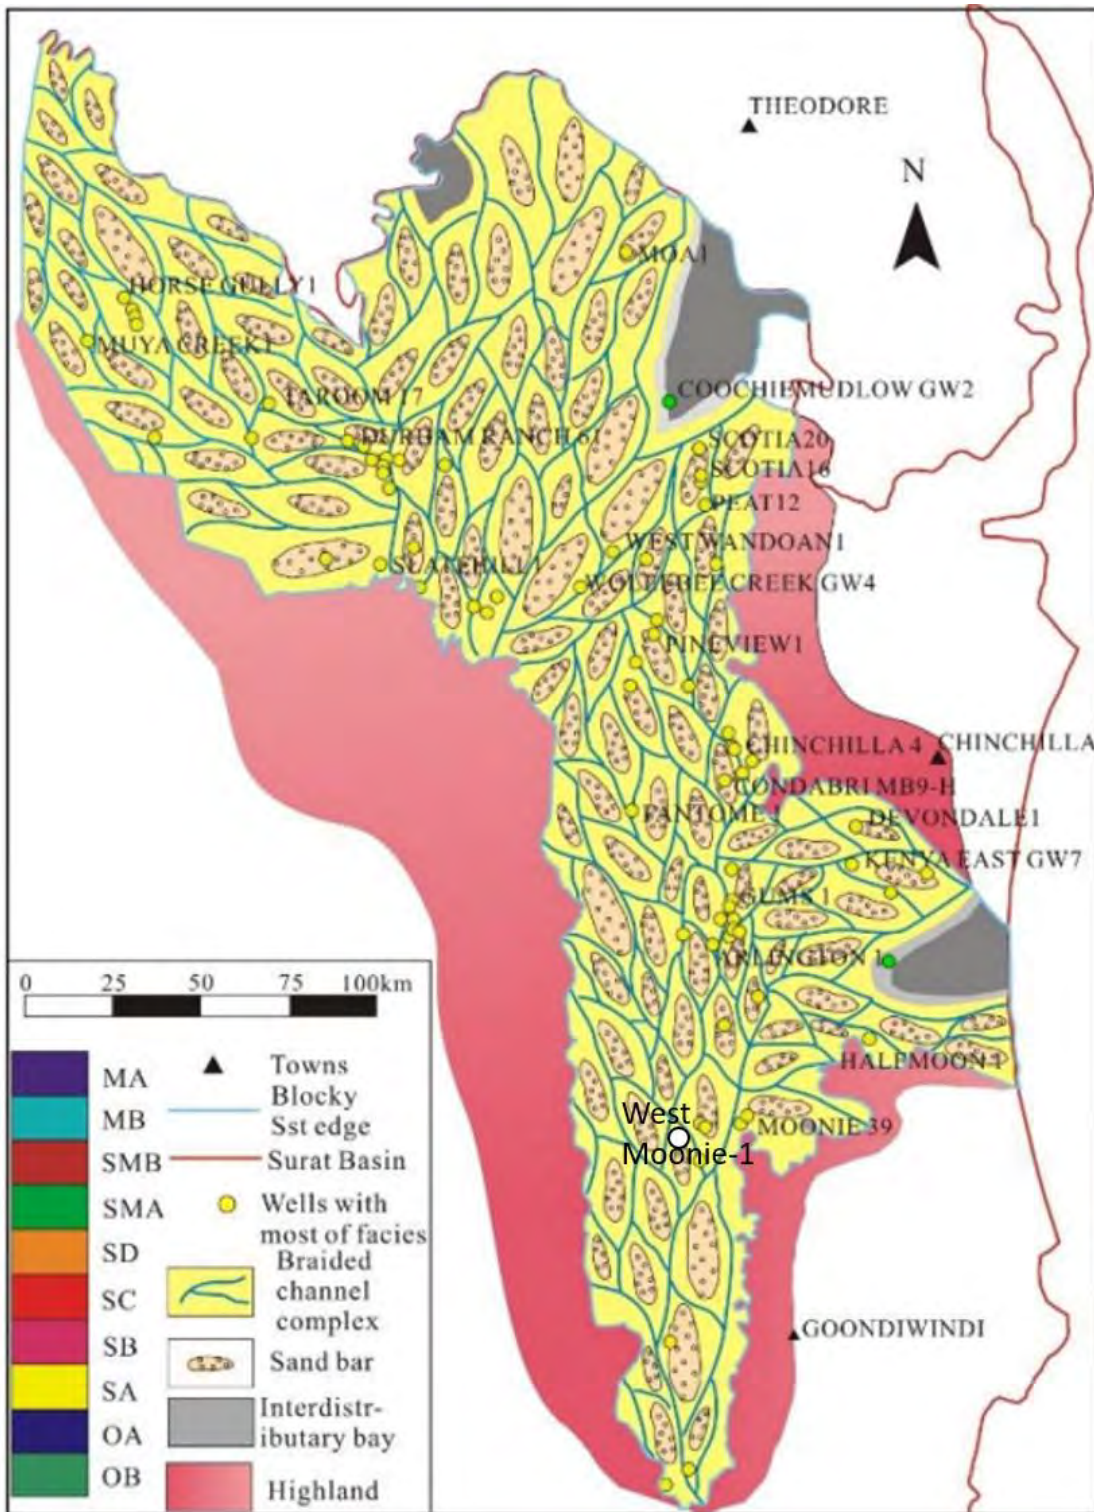 THEODORE
N
MOA1
HORSE GULLY1
MUYA CREEK1
COOCHIEMUDLOW GW2
TAROOM 17
DURHAM RANCH 61
SCOTIA20
SCOTIA16
PEAT12
WEST WANDOAN1
SLATEHILL1
WOLEEBEE CREEK GW4
PINEVIEW1
CHINCHILLA 4
CHINCHILLA
CONDABRI MB9-H
PANTOME 1
DEVONDALE1
KENYA EAST GW7
GUMS 1
ARLINGTON 1
HALFMOON 1
West
Moonie-1
MOONIE 39
GOONDIWINDI
0 25 50 75 100km
MA
MB
SMB
SMA
SD
SC
SB
SA
OA
OB
Towns
Blocky
Sst edge
Surat Basin
Wells with
most of facies
Braided
channel
complex
Sand bar
Interdistr-
ibutary bay
Highland